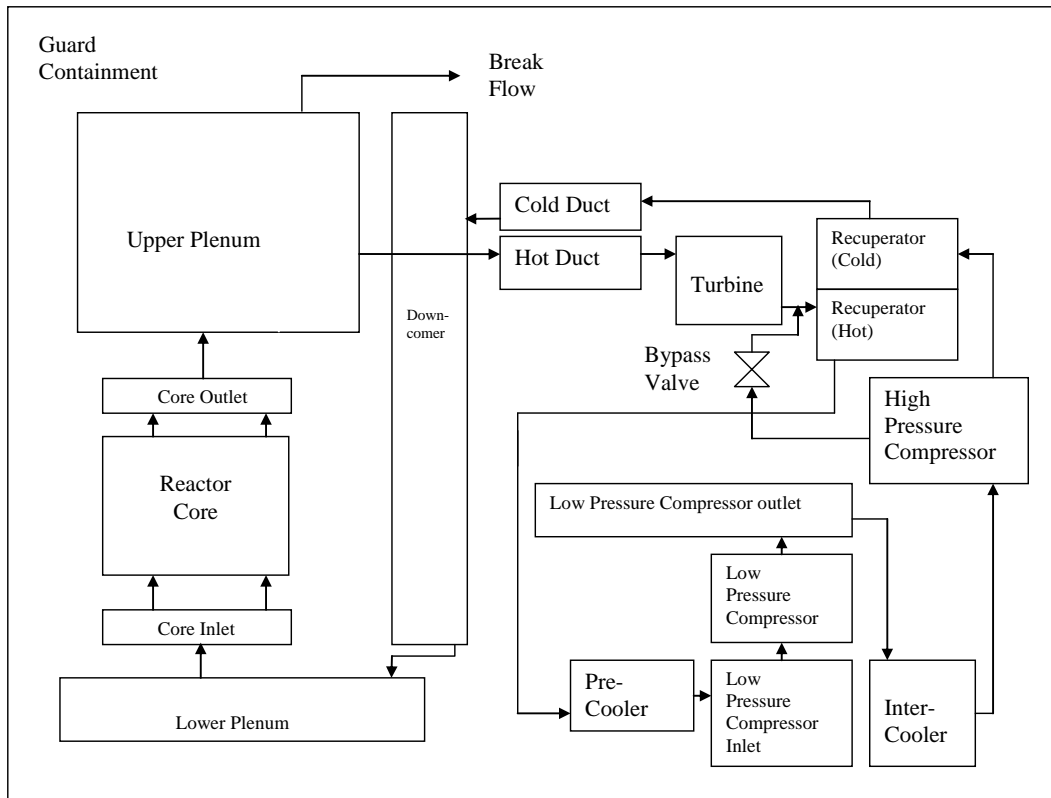 Guard
Containment
Break
Flow
Upper Plenum
Down-
comer
Cold Duct
Hot Duct
Turbine
Recuperator
(Cold)
Recuperator
(Hot)
Bypass
Valve
High
Pressure
Compressor
Core Outlet
Reactor
Core
Core Inlet
Lower Plenum
Low Pressure Compressor outlet
Low
Pressure
Compressor
Pre-
Cooler
Low
Pressure
Compressor
Inlet
Inter-
Cooler